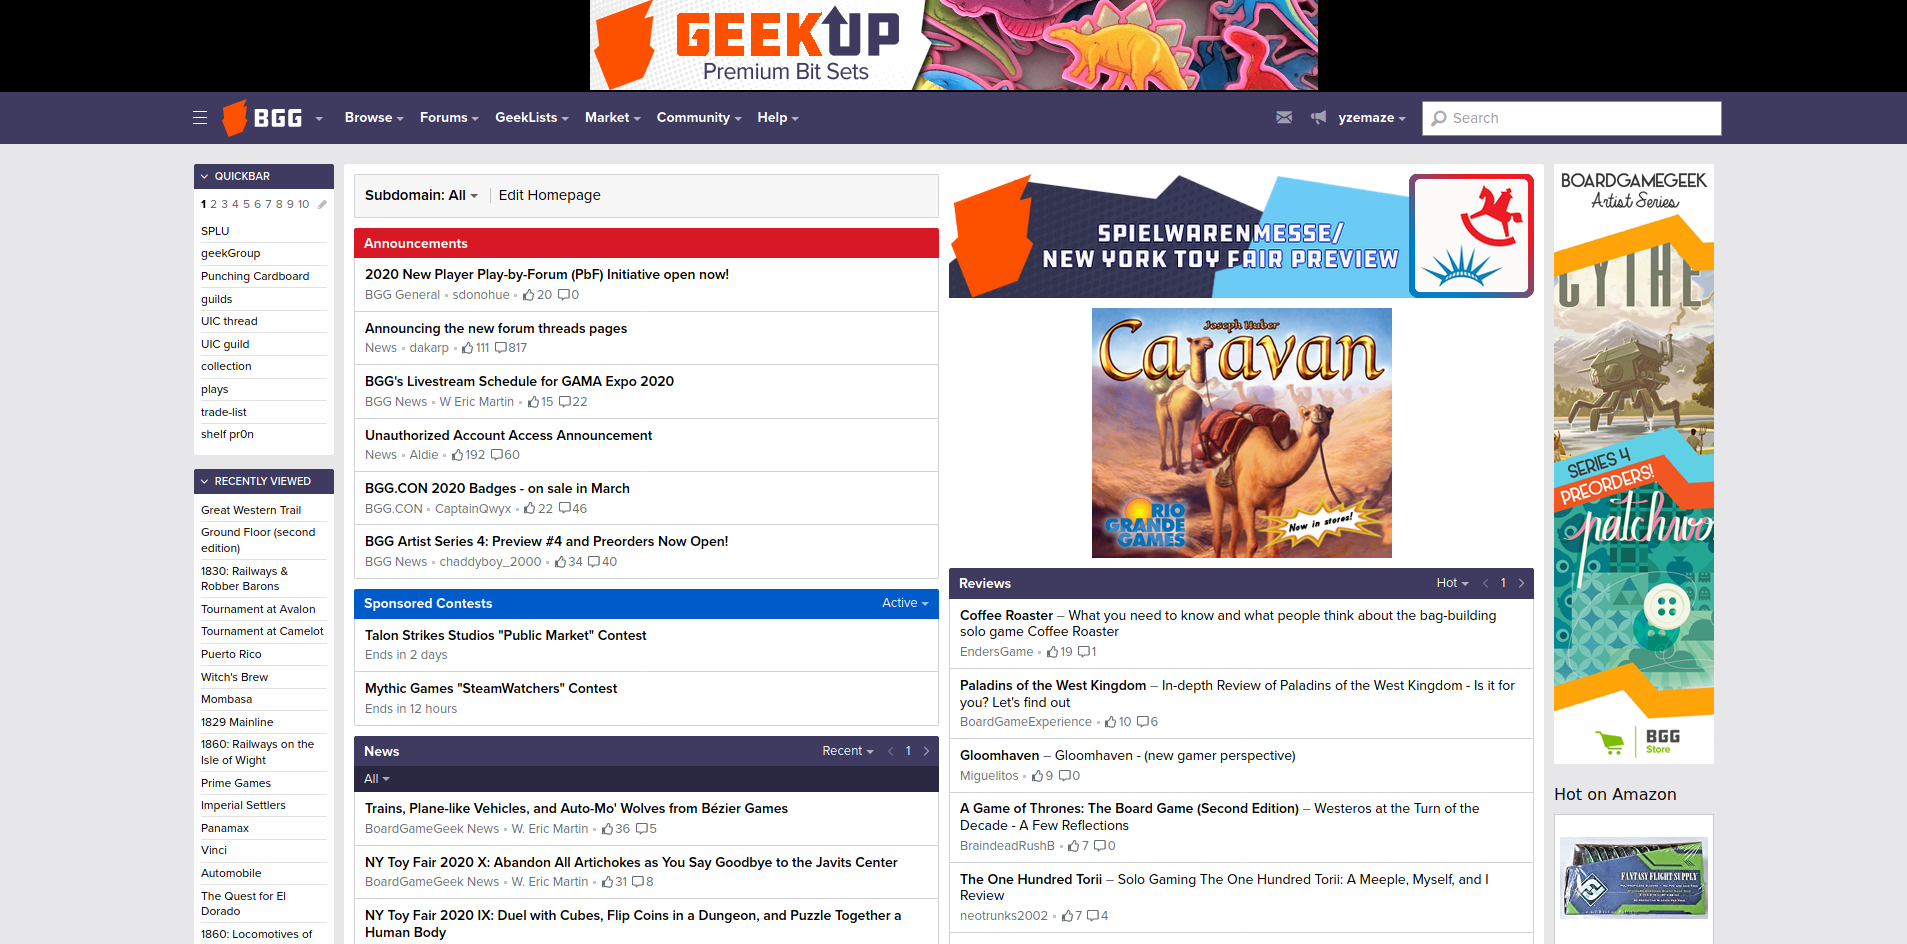 GEEKUP
Premium Bit Sets
BGG
Browse
Forums
GeekLists
Market
Community
Help
yzemaze
Search
QUICKBAR
1 2 3 4 5 6 7 8 9 10
SPLU
geekGroup
Punching Cardboard
guilds
UIC thread
UIC guild
collection
plays
trade-list
shelf pr0n
RECENTLY VIEWED
Great Western Trail
Ground Floor (second
edition)
1830: Railways &
Robber Barons
Tournament at Avalon
Tournament at Camelot
Puerto Rico
Witch's Brew
Mombasa
1829 Mainline
1860: Railways on the
Isle of Wight
Prime Games
Imperial Settlers
Panamax
Vinci
Automobile
The Quest for El
Dorado
1860: Locomotives of
Subdomain: All
Edit Homepage
Announcements
2020 New Player Play-by-Forum (PbF) Initiative open now!
BGG General • sdonohue • 20 0
Announcing the new forum threads pages
News • dakarp • 111 817
BGG's Livestream Schedule for GAMA Expo 2020
BGG News • W Eric Martin • 15 22
Unauthorized Account Access Announcement
News • Aldie • 192 60
BGG.CON 2020 Badges - on sale in March
BGG.CON • CaptainQwyx • 22 46
BGG Artist Series 4: Preview #4 and Preorders Now Open!
BGG News • chaddyboy_2000 • 34 40
Sponsored Contests
Active
Talon Strikes Studios "Public Market" Contest
Ends in 2 days
Mythic Games "SteamWatchers" Contest
Ends in 12 hours
News
Recent
1
All
Trains, Plane-like Vehicles, and Auto-Mo' Wolves from Bézier Games
BoardGameGeek News • W. Eric Martin • 36 5
NY Toy Fair 2020 X: Abandon All Artichokes as You Say Goodbye to the Javits Center
BoardGameGeek News • W. Eric Martin • 31 8
NY Toy Fair 2020 IX: Duel with Cubes, Flip Coins in a Dungeon, and Puzzle Together a
Human Body
SPIELWARENMESSE/
NEW YORK TOY FAIR PREVIEW
Joseph Huber
Caravan
RIO
GRANDE
GAMES
Now in stores!
Reviews
Hot
1
Coffee Roaster – What you need to know and what people think about the bag-building
solo game Coffee Roaster
EndersGame • 19 1
Paladins of the West Kingdom – In-depth Review of Paladins of the West Kingdom - Is it for
you? Let's find out
BoardGameExperience • 10 6
Gloomhaven – Gloomhaven - (new gamer perspective)
Miguelitos • 9 0
A Game of Thrones: The Board Game (Second Edition) – Westeros at the Turn of the
Decade - A Few Reflections
BraindeadRushB • 7 0
The One Hundred Torii – Solo Gaming The One Hundred Torii: A Meeple, Myself, and I
Review
neotrunks2002 • 7 4
BOARDGAMEGEEK
Artist Series
CYTHE
SERIES 4
PREORDERS!
patchwo
BGG
Store
Hot on Amazon
FANTASY FLIGHT SUPPLY